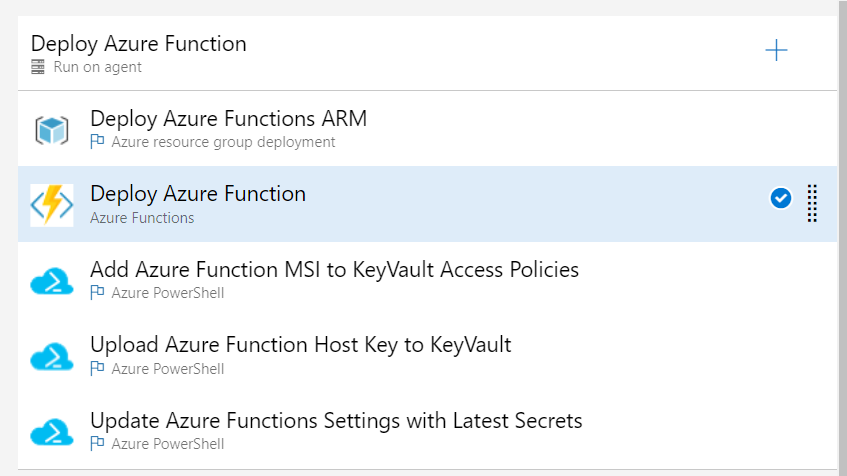 Deploy Azure Function
Run on agent
Deploy Azure Functions ARM
Azure resource group deployment
Deploy Azure Function
Azure Functions
Add Azure Function MSI to KeyVault Access Policies
Azure PowerShell
Upload Azure Function Host Key to KeyVault
Azure PowerShell
Update Azure Functions Settings with Latest Secrets
Azure PowerShell